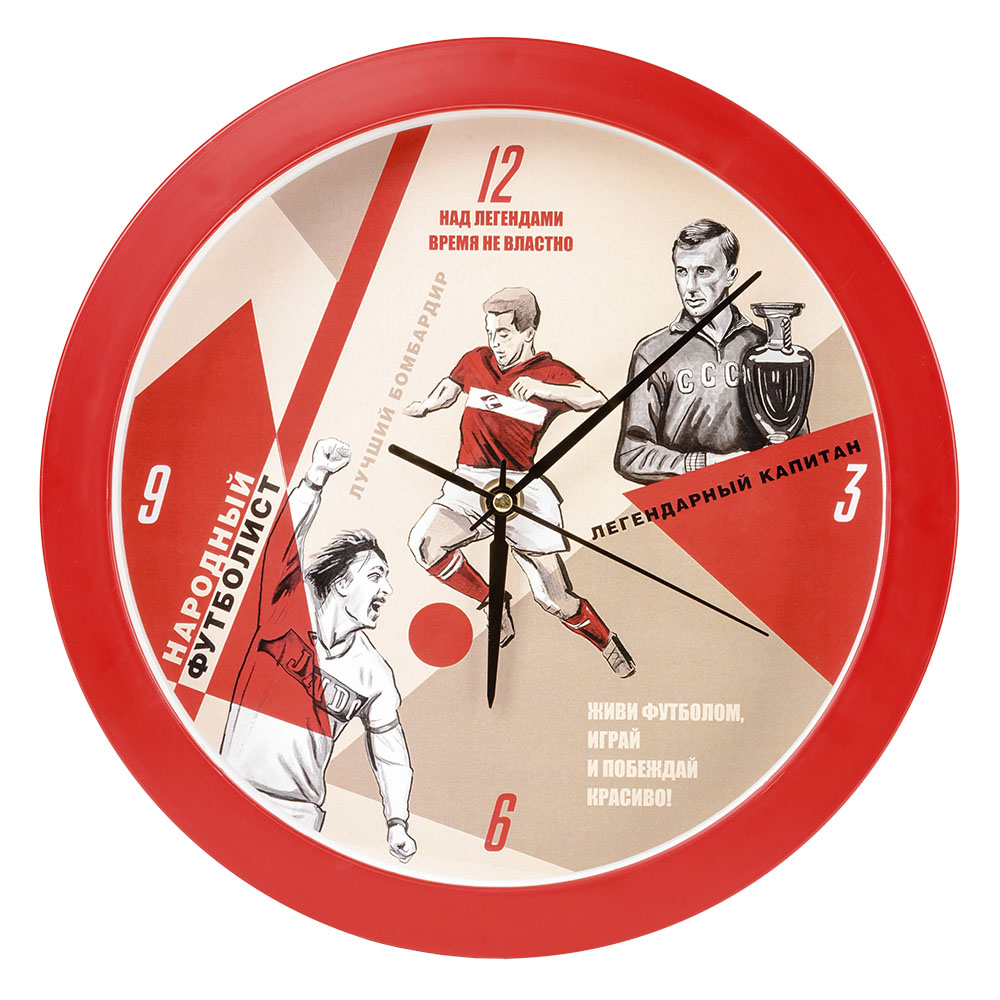 12
НАД ЛЕГЕНДАМИ
ВРЕМЯ НЕ ВЛАСТНО
ЛУЧШИЙ БОМБАРДИР
СССР
ЛЕГЕНДАРНЫЙ КАПИТАН
3
9
НАРОДНЫЙ
ФУТБОЛИСТ
ЖИВИ ФУТБОЛОМ,
ИГРАЙ
И ПОБЕЖДАЙ
КРАСИВО!
6